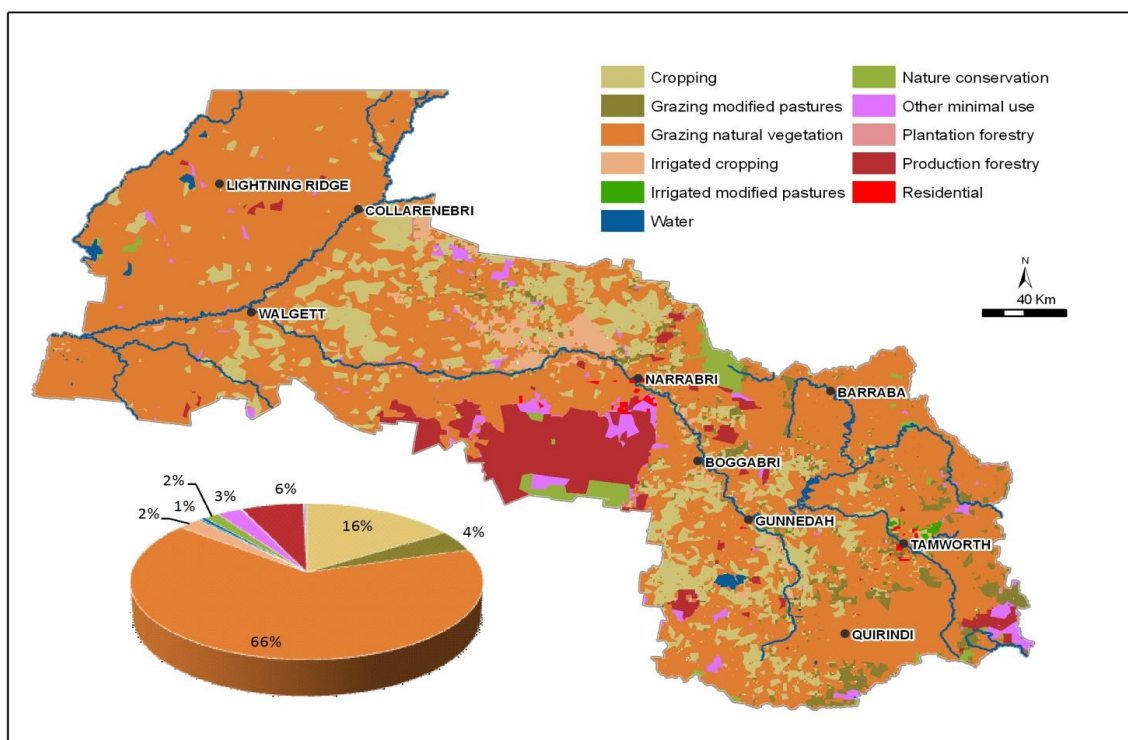 Cropping
Grazing modified pastures
Grazing natural vegetation
Irrigated cropping
Irrigated modified pastures
Water
Nature conservation
Other minimal use
Plantation forestry
Production forestry
Residential
LIGHTNING RIDGE
COLLARENEBRI
N
40 Km
WALGETT
NARRABRI
BARRABA
BOGGABRI
GUNNEDAH
TAMWORTH
QUIRINDI
2%
1%
2%
3%
6%
16%
4%
66%